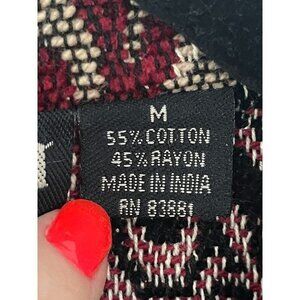 M
55% COTTON
45% RAYON
MADE IN INDIA
RN 83881